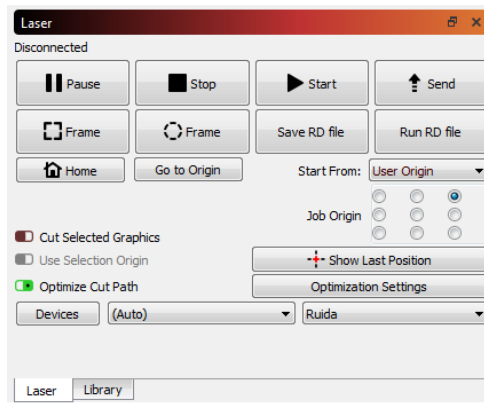 Laser
Disconnected
Pause Stop Start Send
Frame Frame Save RD file Run RD file
Home Go to Origin Start From: User Origin
Job Origin
Cut Selected Graphics
Use Selection Origin Show Last Position
Optimize Cut Path Optimization Settings
Devices (Auto) Ruida
Laser Library